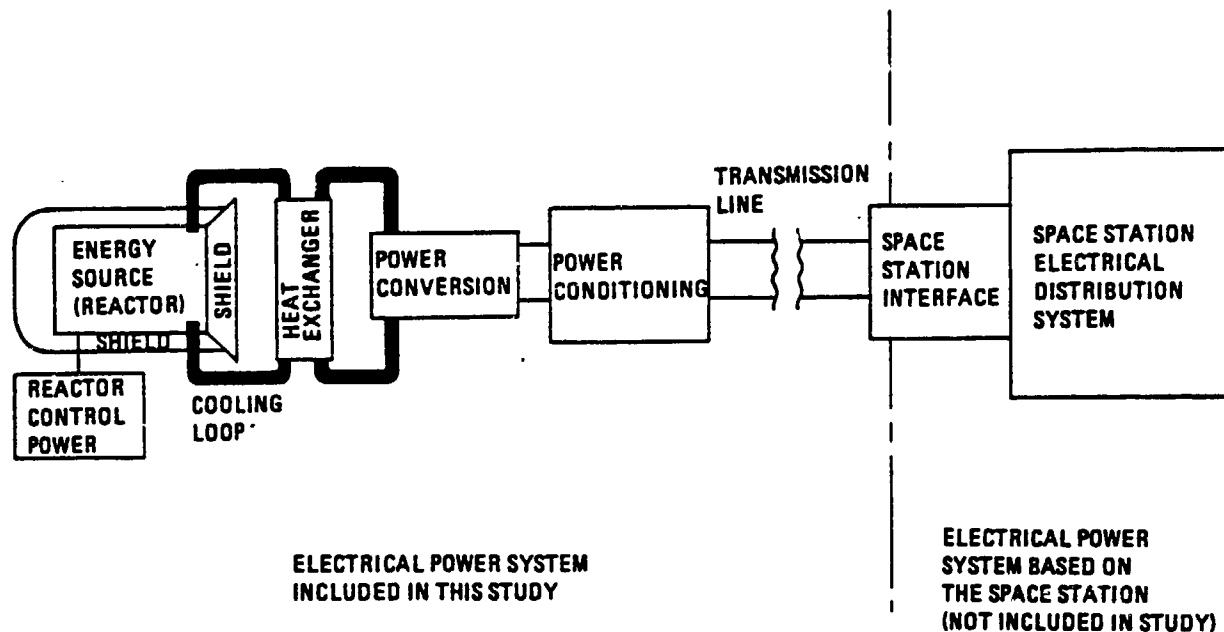 ENERGY
SOURCE
(REACTOR)
SHIELD
SHIELD
REACTOR
CONTROL
POWER
COOLING
LOOP
HEAT
EXCHANGER
POWER
CONVERSION
POWER
CONDITIONING
TRANSMISSION
LINE
SPACE
STATION
INTERFACE
SPACE STATION
ELECTRICAL
DISTRIBUTION
SYSTEM
ELECTRICAL POWER SYSTEM
INCLUDED IN THIS STUDY
ELECTRICAL POWER
SYSTEM BASED ON
THE SPACE STATION
(NOT INCLUDED IN STUDY)